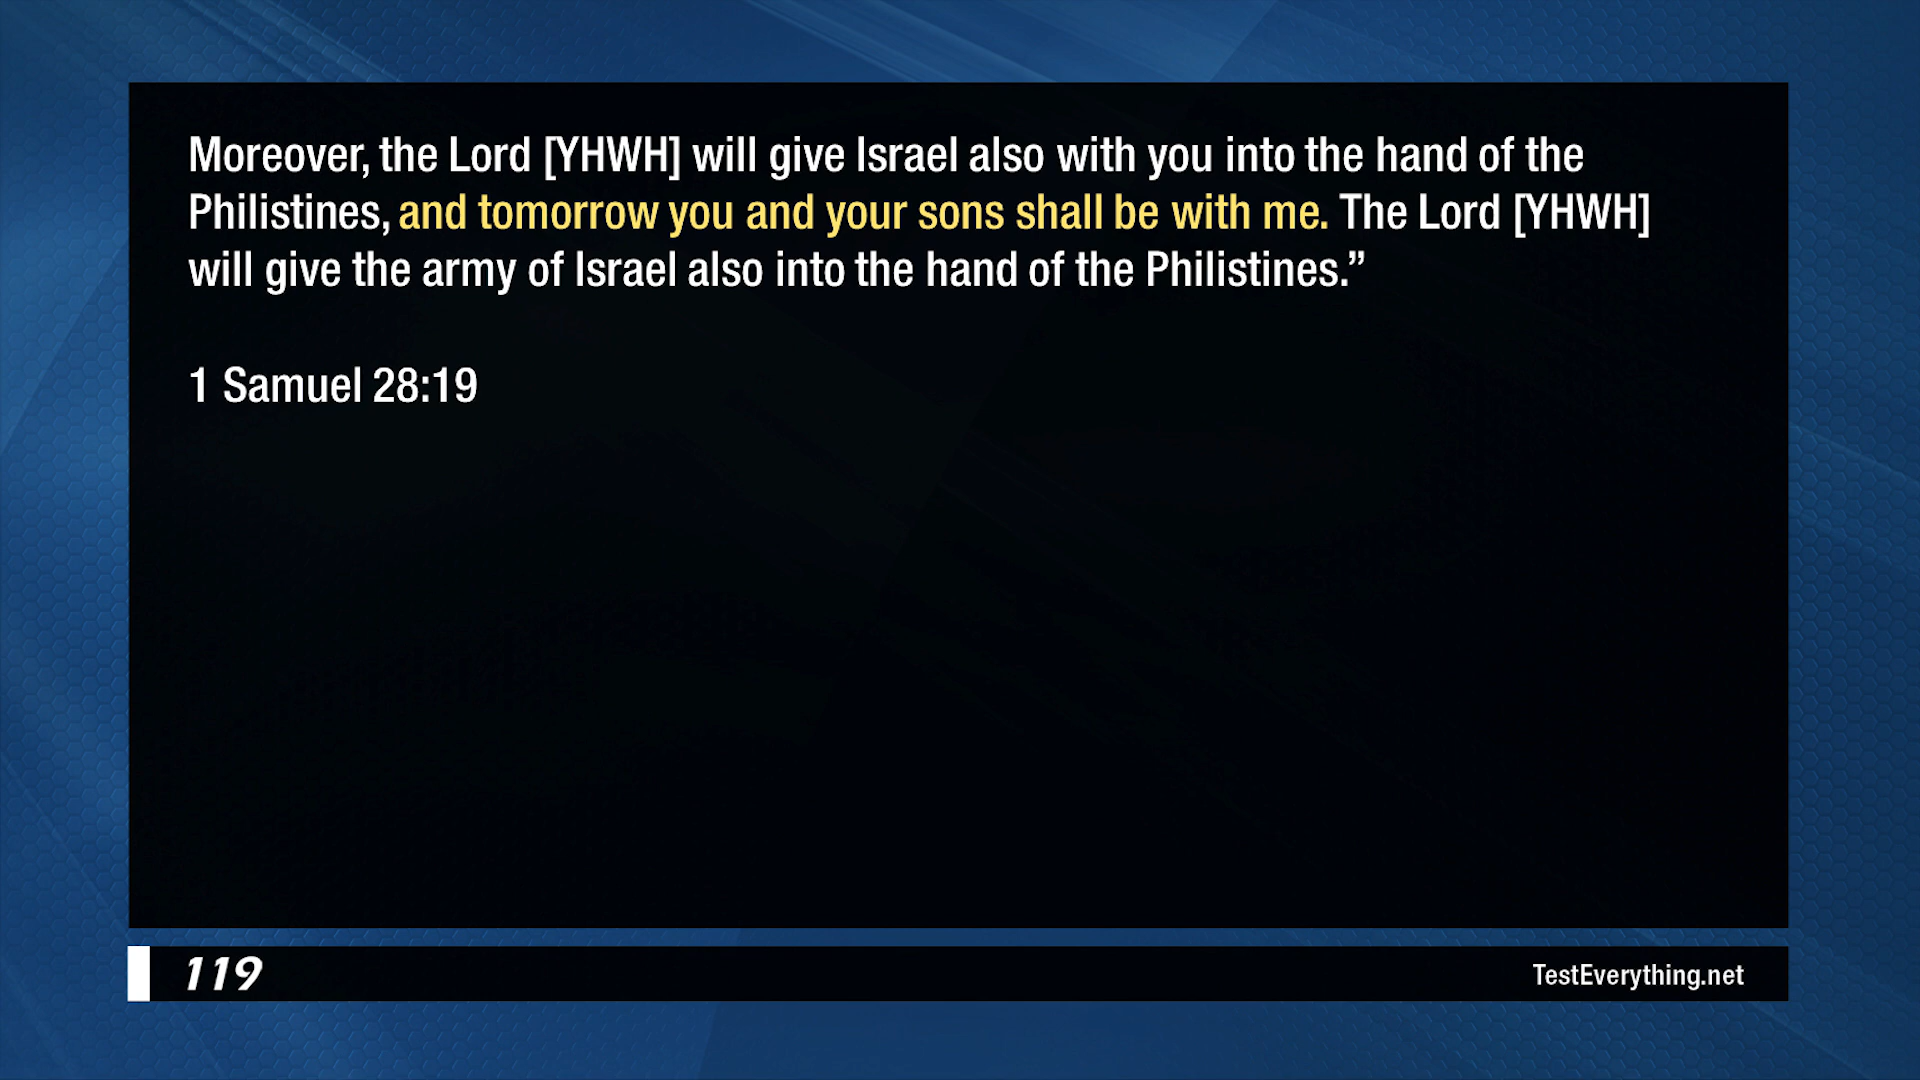 Moreover, the Lord [YHWH] will give Israel also with you into the hand of the
Philistines, and tomorrow you and your sons shall be with me. The Lord [YHWH]
will give the army of Israel also into the hand of the Philistines.”
1 Samuel 28:19
119
TestEverything.net